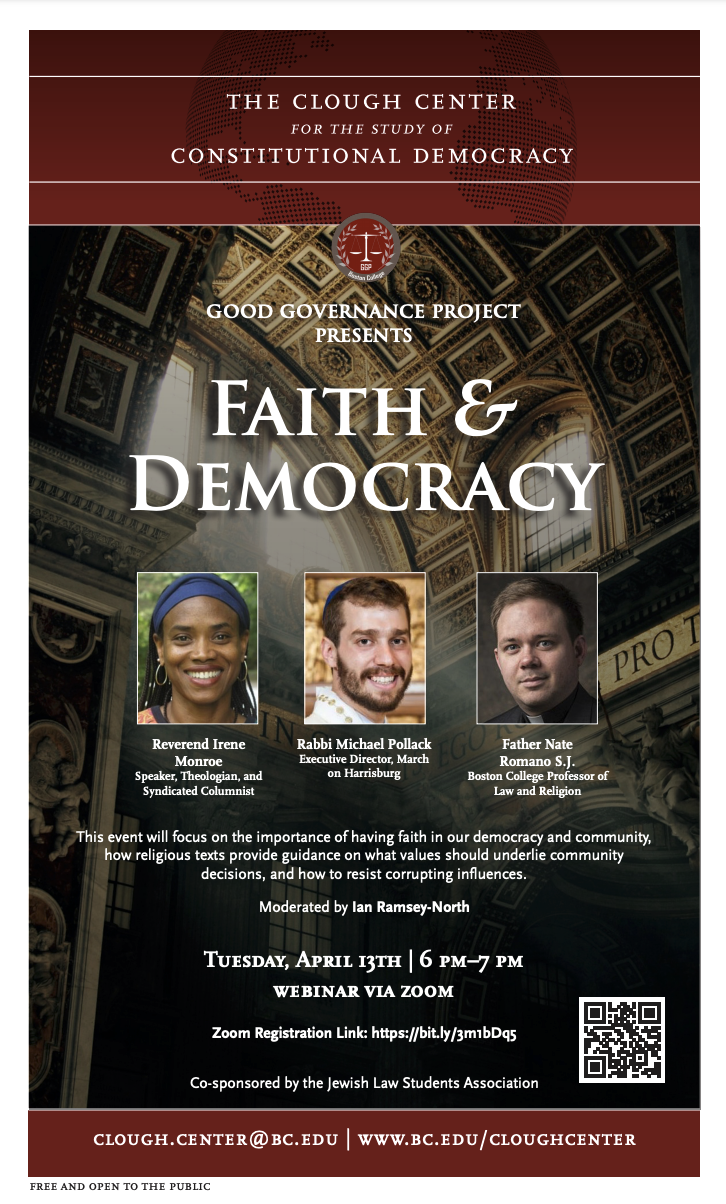 THE CLOUGH CENTER
FOR THE STUDY OF
CONSTITUTIONAL DEMOCRACY
GGP
Boston College
GOOD GOVERNANCE PROJECT
PRESENTS
FAITH &
DEMOCRACY
PRO T
IN
EGO
Reverend Irene
Monroe
Speaker, Theologian, and
Syndicated Columnist
Rabbi Michael Pollack
Executive Director, March
on Harrisburg
Father Nate
Romano S.J.
Boston College Professor of
Law and Religion
This event will focus on the importance of having faith in our democracy and community,
how religious texts provide guidance on what values should underlie community
decisions, and how to resist corrupting influences.
Moderated by Ian Ramsey-North
TUESDAY, APRIL 13TH | 6 PM–7 PM
WEBINAR VIA ZOOM
Zoom Registration Link: https://bit.ly/3m1bDq5
Co-sponsored by the Jewish Law Students Association
CLOUGH.CENTER@BC.EDU | WWW.BC.EDU/CLOUGHCENTER
FREE AND OPEN TO THE PUBLIC